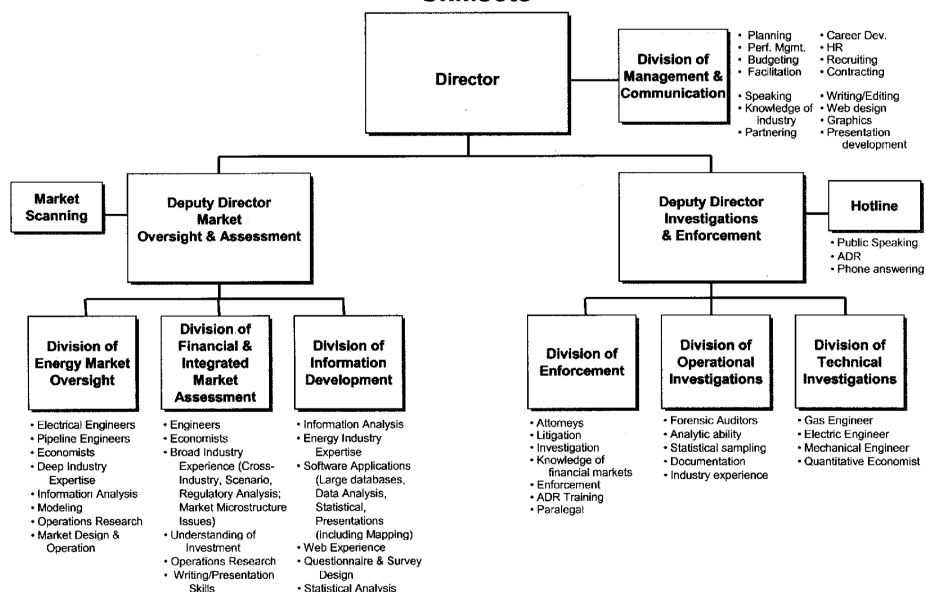 Director
Division of
Management &
Communication
• Planning
• Perf. Mgmt.
• Budgeting
• Facilitation
• Speaking
• Knowledge of
industry
• Partnering
• Career Dev.
• HR
• Recruiting
• Contracting
• Writing/Editing
• Web design
• Graphics
• Presentation
development
Market
Scanning
Deputy Director
Market
Oversight & Assessment
Deputy Director
Investigations
& Enforcement
Hotline
• Public Speaking
• ADR
• Phone answering
Division of
Energy Market
Oversight
• Electrical Engineers
• Pipeline Engineers
• Economists
• Deep Industry
Expertise
• Information Analysis
• Modeling
• Operations Research
• Market Design &
Operation
Division of
Financial &
Integrated
Market
Assessment
• Engineers
• Economists
• Broad Industry
Experience (Cross-
Industry, Scenario,
Regulatory Analysis;
Market Microstructure
Issues)
• Understanding of
Investment
• Operations Research
• Writing/Presentation
Skills
Division of
Information
Development
• Information Analysis
• Energy Industry
Expertise
• Software Applications
(Large databases,
Data Analysis,
Statistical,
Presentations
(including Mapping)
• Web Experience
• Questionnaire & Survey
Design
• Statistical Analysis
Division of
Enforcement
• Attorneys
• Litigation
• Investigation
• Knowledge of
financial markets
• Enforcement
• ADR Training
• Paralegal
Division of
Operational
Investigations
• Forensic Auditors
• Analytic ability
• Statistical sampling
• Documentation
• Industry experience
Division of
Technical
Investigations
• Gas Engineer
• Electric Engineer
• Mechanical Engineer
• Quantitative Economist